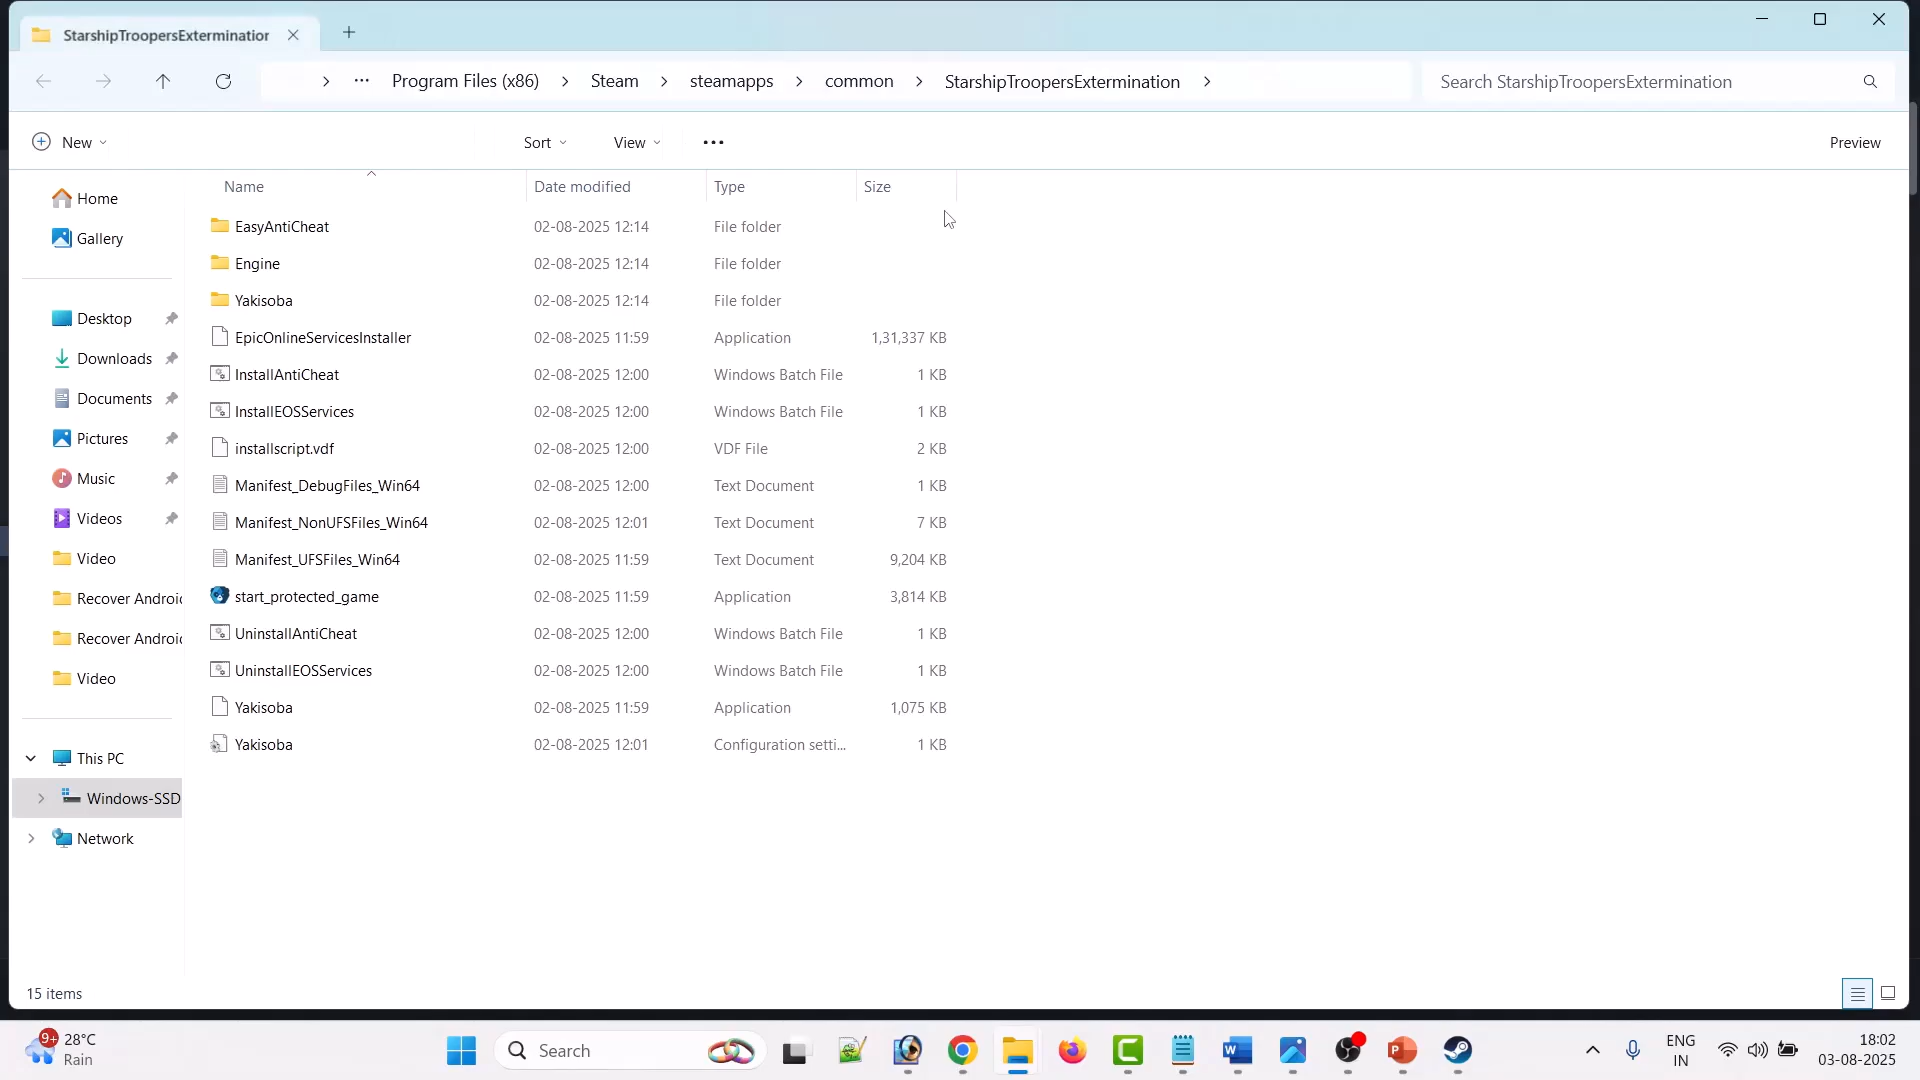 StarshipTroopersExtermination
Program Files (x86) Steam steamapps common StarshipTroopersExtermination
Search StarshipTroopersExtermination
New Sort View Preview
Home
Gallery
Desktop
Downloads
Documents
Pictures
Music
Videos
Video
Recover Androi
Recover Androi
Video
This PC
Windows-SSD
Network
Name Date modified Type Size
EasyAntiCheat 02-08-2025 12:14 File folder
Engine 02-08-2025 12:14 File folder
Yakisoba 02-08-2025 12:14 File folder
EpicOnlineServicesInstaller 02-08-2025 11:59 Application 1,31,337 KB
InstallAntiCheat 02-08-2025 12:00 Windows Batch File 1 KB
InstallEOSServices 02-08-2025 12:00 Windows Batch File 1 KB
installscript.vdf 02-08-2025 12:00 VDF File 2 KB
Manifest_DebugFiles_Win64 02-08-2025 12:00 Text Document 1 KB
Manifest_NonUFSFiles_Win64 02-08-2025 12:01 Text Document 7 KB
Manifest_UFSFiles_Win64 02-08-2025 11:59 Text Document 9,204 KB
start_protected_game 02-08-2025 11:59 Application 3,814 KB
UninstallAntiCheat 02-08-2025 12:00 Windows Batch File 1 KB
UninstallEOSServices 02-08-2025 12:00 Windows Batch File 1 KB
Yakisoba 02-08-2025 11:59 Application 1,075 KB
Yakisoba 02-08-2025 12:01 Configuration setti... 1 KB
15 items
9+ 28°C
Rain
Search
ENG
IN
18:02
03-08-2025